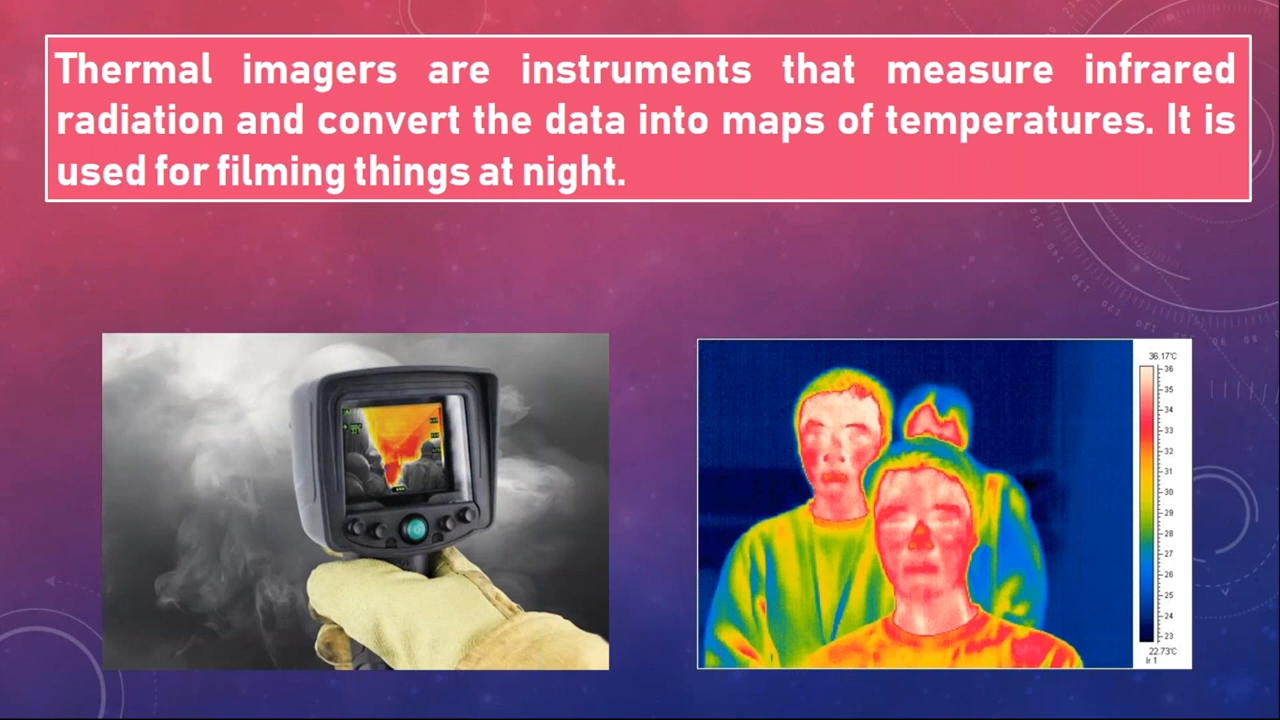 Thermal imagers are instruments that measure infrared
radiation and convert the data into maps of temperatures. It is
used for filming things at night.
36.17°C
36
35
34
33
32
31
30
29
28
27
26
25
24
23
22.73°C
Ir 1